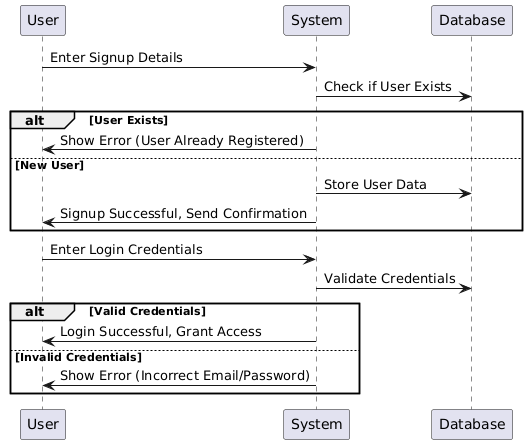 User System Database
Enter Signup Details
Check if User Exists
alt [User Exists]
Show Error (User Already Registered)
[New User]
Store User Data
Signup Successful, Send Confirmation
Enter Login Credentials
Validate Credentials
alt [Valid Credentials]
Login Successful, Grant Access
[Invalid Credentials]
Show Error (Incorrect Email/Password)
User System Database